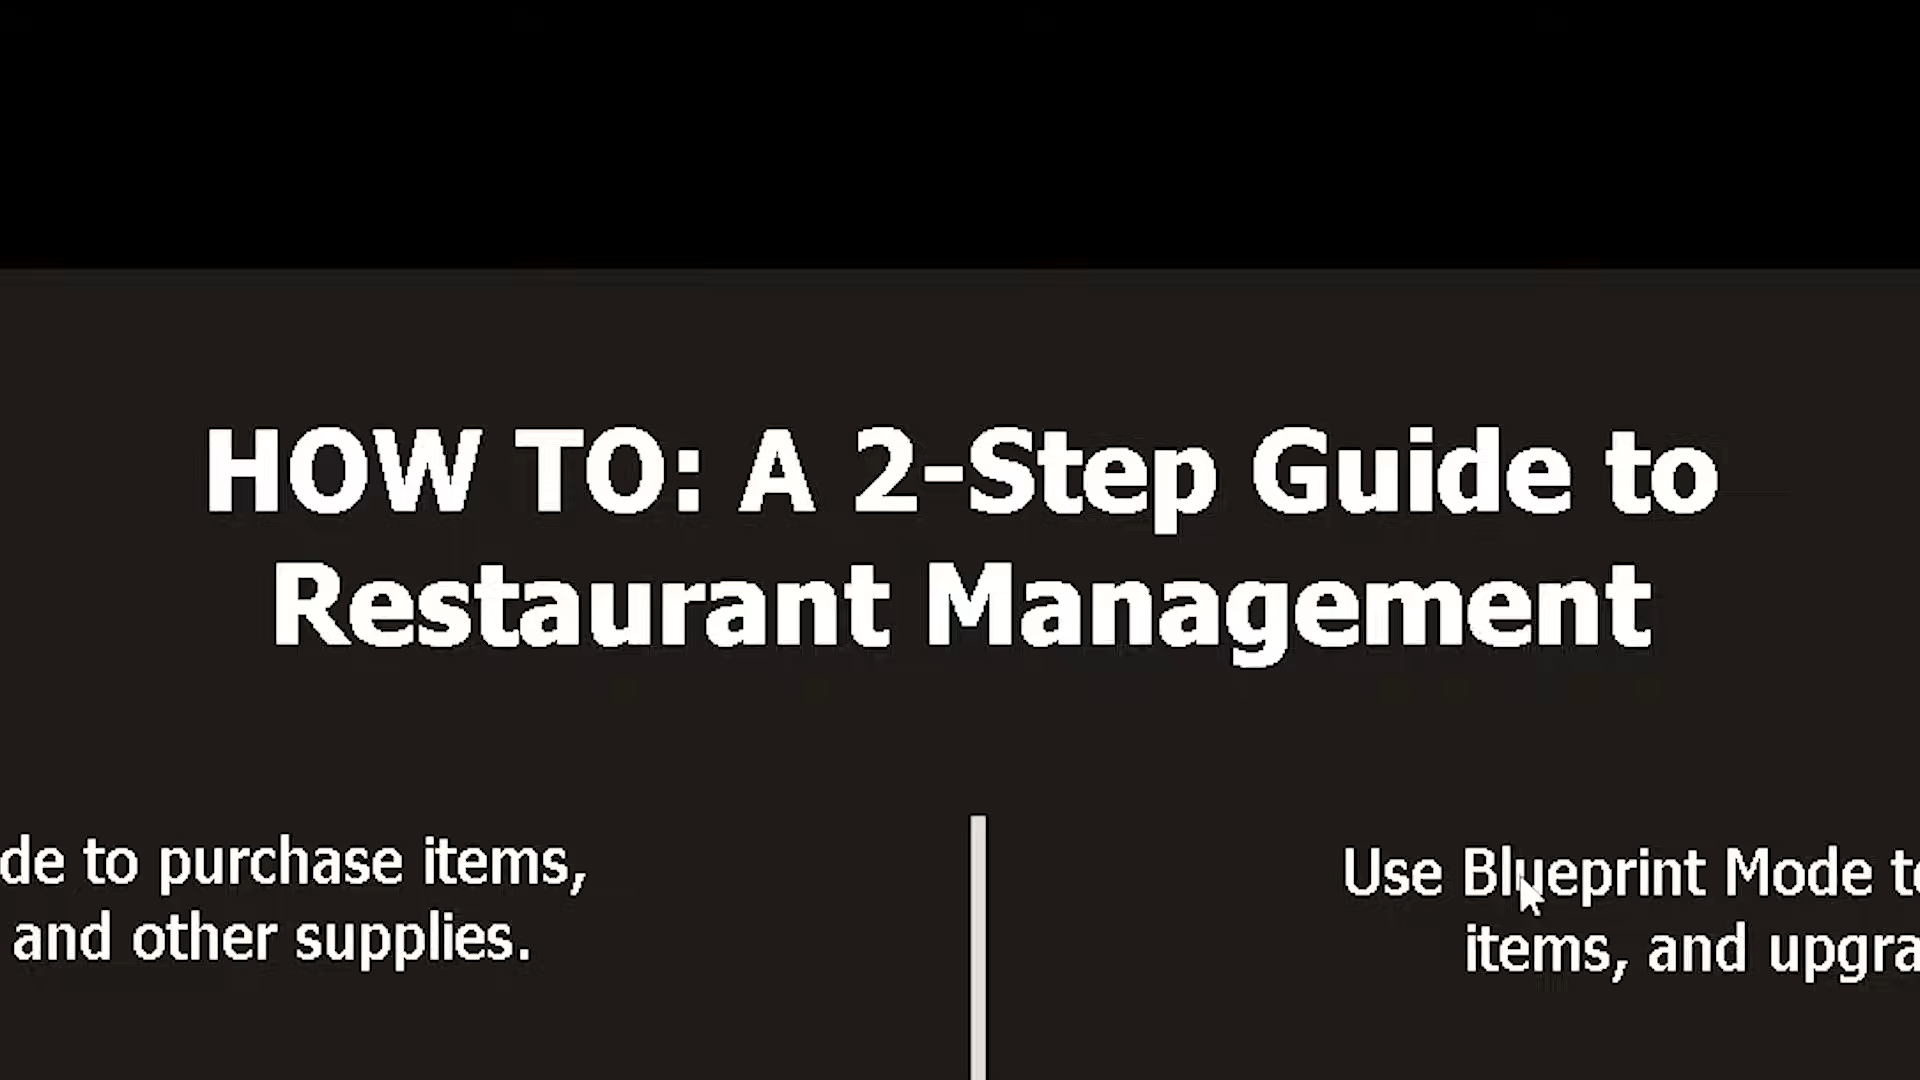 HOW TO: A 2-Step Guide to
Restaurant Management
de to purchase items,
and other supplies.
Use Blueprint Mode to
items, and upgra